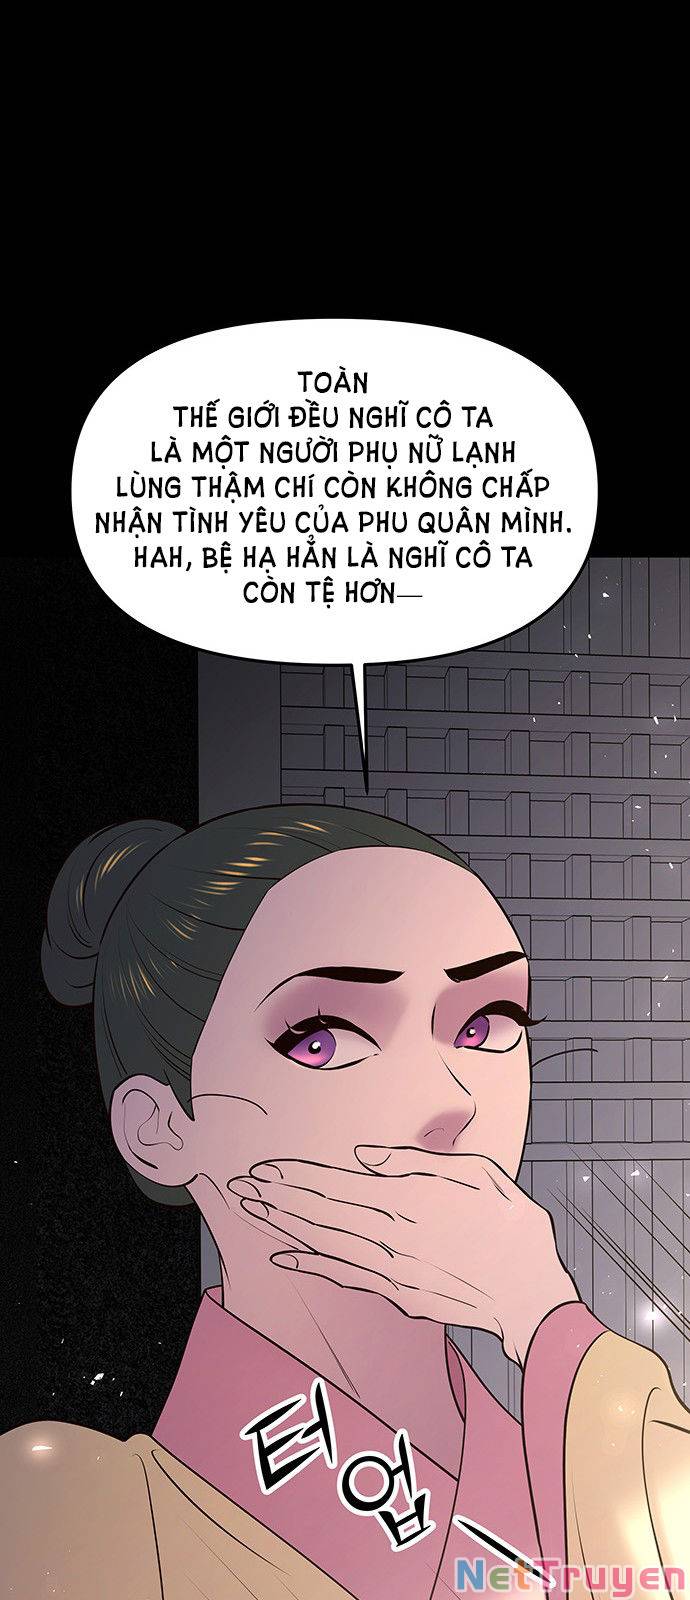 TOÀN
THẾ GIỚI ĐỀU NGHĨ CÔ TA
LÀ MỘT NGƯỜI PHỤ NỮ LẠNH
LÙNG THẬM CHÍ CÒN KHÔNG CHẤP
NHẬN TÌNH YÊU CỦA PHU QUÂN MÌNH.
HAH, BỆ HẠ HẲN LÀ NGHĨ CÔ TA
CÒN TỆ HƠN—
터업
NetTruyen